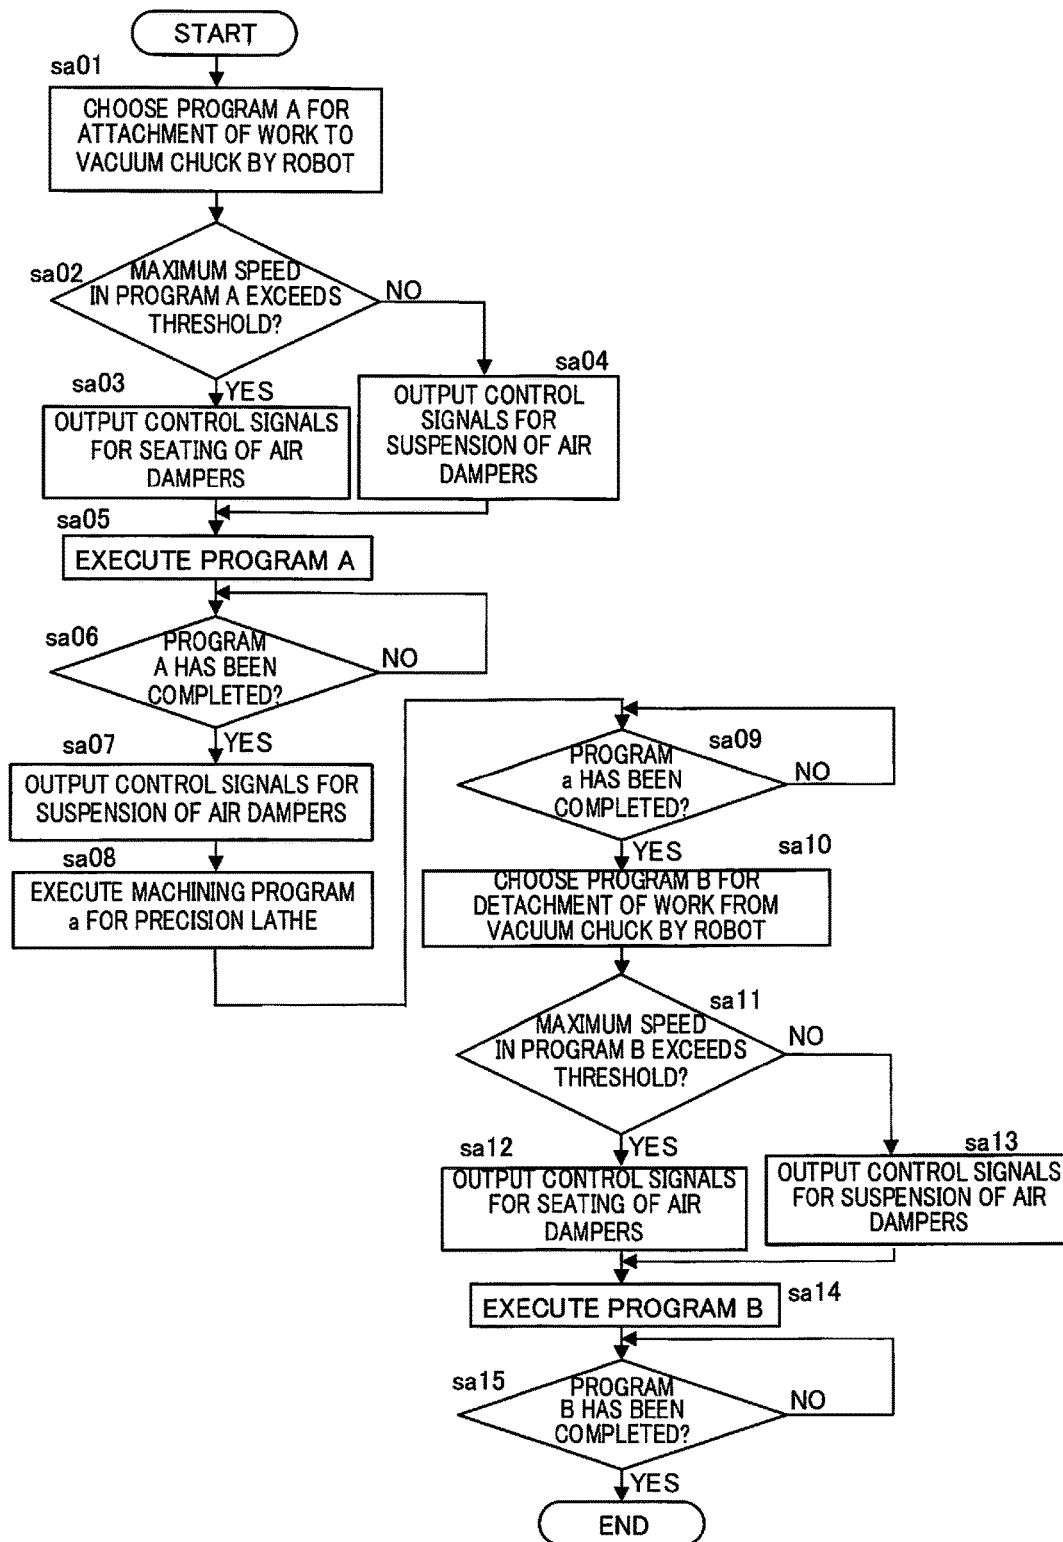 START
sa01
CHOOSE PROGRAM A FOR
ATTACHMENT OF WORK TO
VACUUM CHUCK BY ROBOT
sa02
MAXIMUM SPEED
IN PROGRAM A EXCEEDS
THRESHOLD?
NO
sa03
YES
OUTPUT CONTROL SIGNALS
FOR SEATING OF AIR
DAMPERS
sa04
OUTPUT CONTROL
SIGNALS FOR
SUSPENSION OF AIR
DAMPERS
sa05
EXECUTE PROGRAM A
sa06
PROGRAM
A HAS BEEN
COMPLETED?
NO
sa07
YES
OUTPUT CONTROL SIGNALS FOR
SUSPENSION OF AIR DAMPERS
sa08
EXECUTE MACHINING PROGRAM
a FOR PRECISION LATHE
sa09
PROGRAM
a HAS BEEN
COMPLETED?
NO
YES
sa10
CHOOSE PROGRAM B FOR
DETACHMENT OF WORK FROM
VACUUM CHUCK BY ROBOT
sa11
MAXIMUM SPEED
IN PROGRAM B EXCEEDS
THRESHOLD?
NO
sa12
YES
OUTPUT CONTROL SIGNALS
FOR SEATING OF AIR
DAMPERS
sa13
OUTPUT CONTROL SIGNALS
FOR SUSPENSION OF AIR
DAMPERS
EXECUTE PROGRAM B
sa14
sa15
PROGRAM
B HAS BEEN
COMPLETED?
NO
YES
END